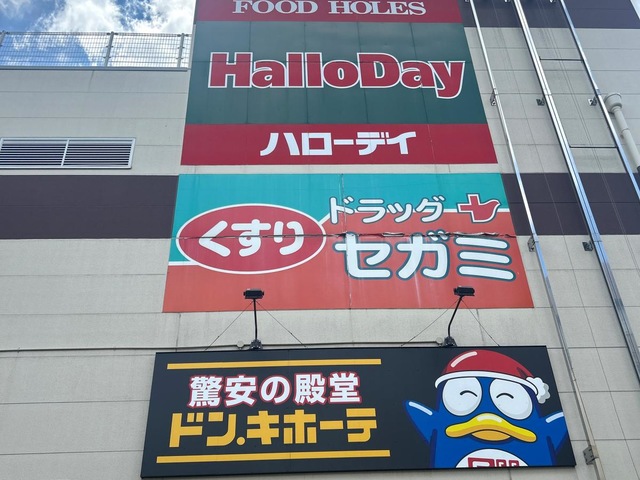 FOOD HOLES
HalloDay
ハローデイ
くすり
ドラッグ
セガミ
驚安の殿堂
ドン.キホーテ